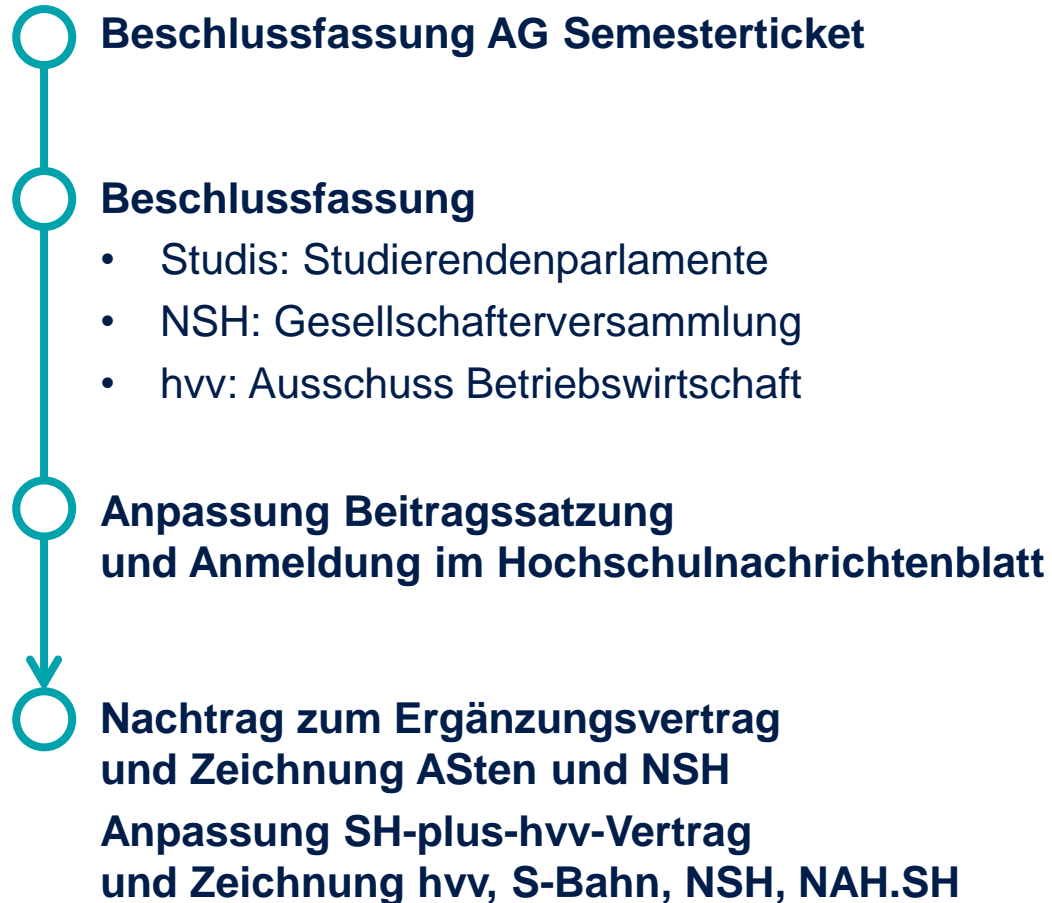 Beschlussfassung AG Semesterticket
Beschlussfassung
• Studis: Studierendenparlamente
• NSH: Gesellschafterversammlung
• hvv: Ausschuss Betriebswirtschaft
Anpassung Beitragssatzung
und Anmeldung im Hochschulnachrichtenblatt
Nachtrag zum Ergänzungsvertrag
und Zeichnung ASten und NSH
Anpassung SH-plus-hvv-Vertrag
und Zeichnung hvv, S-Bahn, NSH, NAH.SH